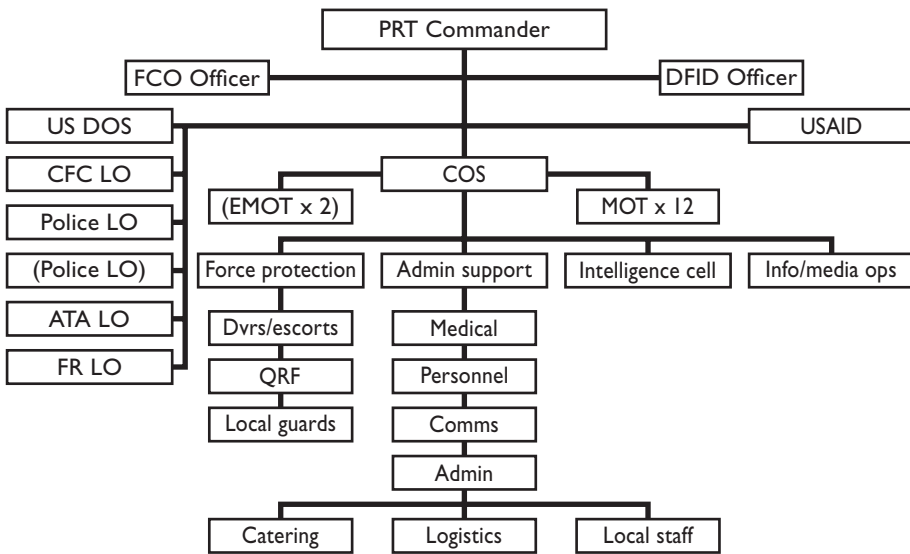 PRT Commander
FCO Officer
DFID Officer
US DOS
USAID
CFC LO
COS
Police LO
(EMOT x 2)
MOT x 12
(Police LO)
Force protection
Admin support
Intelligence cell
Info/media ops
ATA LO
Dvrs/escorts
Medical
FR LO
QRF
Personnel
Local guards
Comms
Admin
Catering
Logistics
Local staff